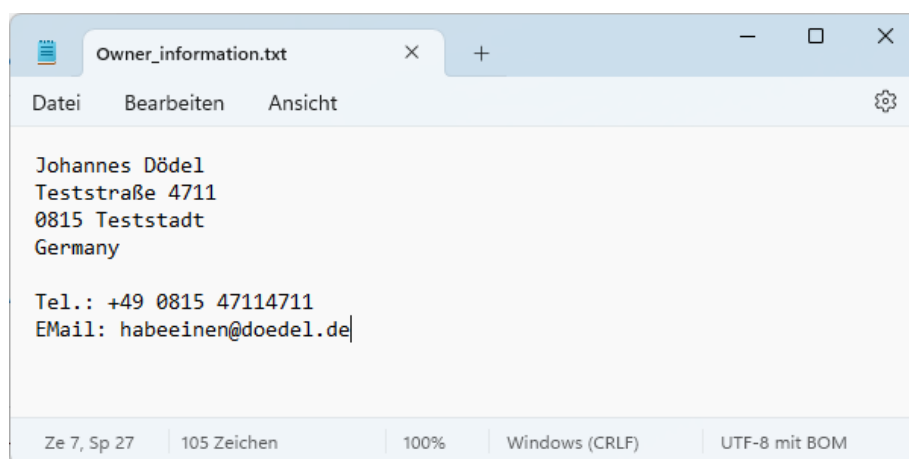 Owner_information.txt
Datei Bearbeiten Ansicht
Johannes Dödel
Teststraße 4711
0815 Teststadt
Germany
Tel.: +49 0815 47114711
EMail: habeeinen@doedel.de
Ze 7, Sp 27 105 Zeichen 100% Windows (CRLF) UTF-8 mit BOM